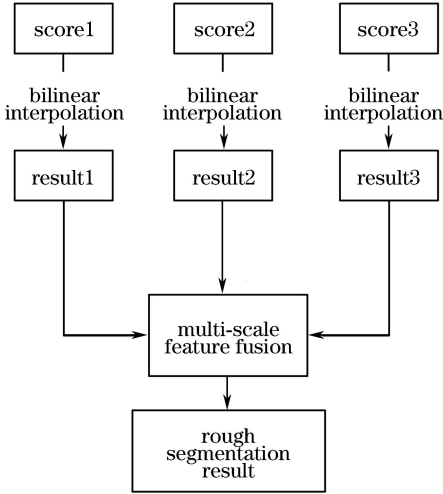 score1
score2
score3
bilinear
interpolation
bilinear
interpolation
bilinear
interpolation
result1
result2
result3
multi-scale
feature fusion
rough
segmentation
result